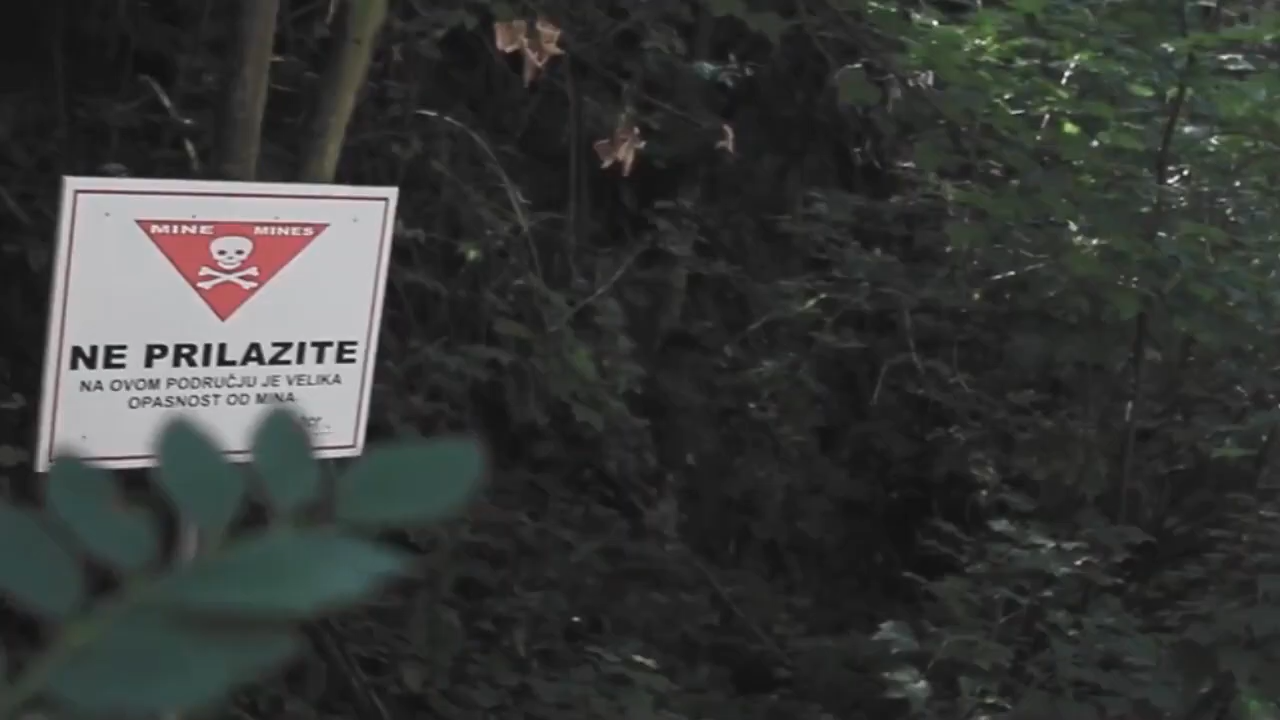 MINE MINES
NE PRILAZITE
NA OVOM PODRUČJU JE VELIKA
OPASNOST OD MINA